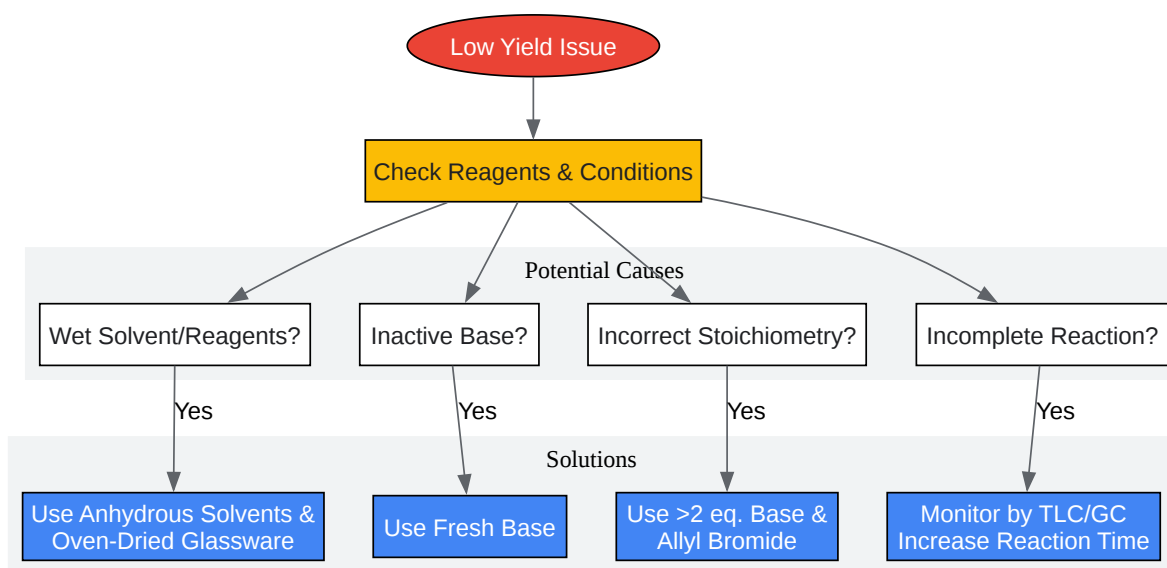 Low Yield Issue
Check Reagents & Conditions
Potential Causes
Wet Solvent/Reagents?
Inactive Base?
Incorrect Stoichiometry?
Incomplete Reaction?
Yes
Yes
Yes
Yes
Solutions
Use Anhydrous Solvents &
Oven-Dried Glassware
Use Fresh Base
Use >2 eq. Base &
Allyl Bromide
Monitor by TLC/GC
Increase Reaction Time